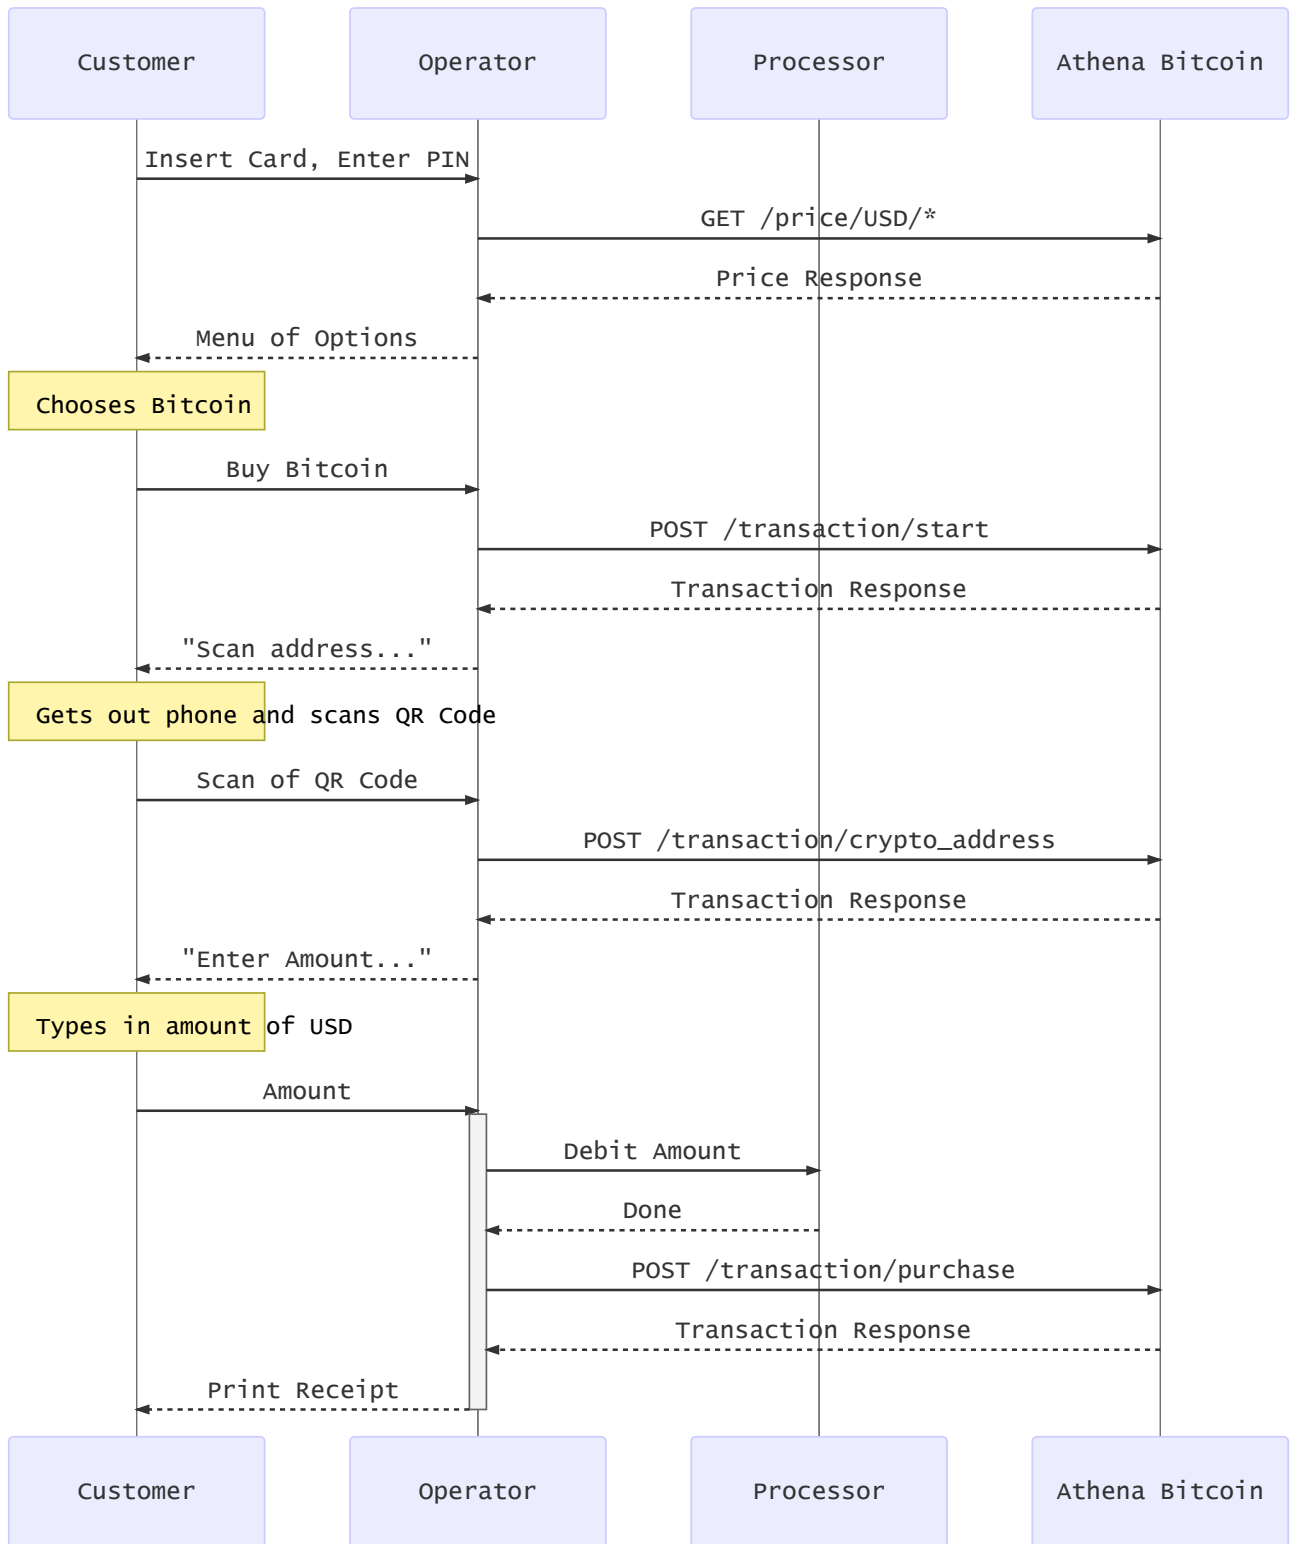 Customer
Operator
Processor
Athena Bitcoin
Insert Card, Enter PIN
GET /price/USD/*
Price Response
Menu of Options
Chooses Bitcoin
Buy Bitcoin
POST /transaction/start
Transaction Response
"Scan address..."
Gets out phone and scans QR Code
Scan of QR Code
POST /transaction/crypto_address
Transaction Response
"Enter Amount..."
Types in amount of USD
Amount
Debit Amount
Done
POST /transaction/purchase
Transaction Response
Print Receipt
Customer
Operator
Processor
Athena Bitcoin